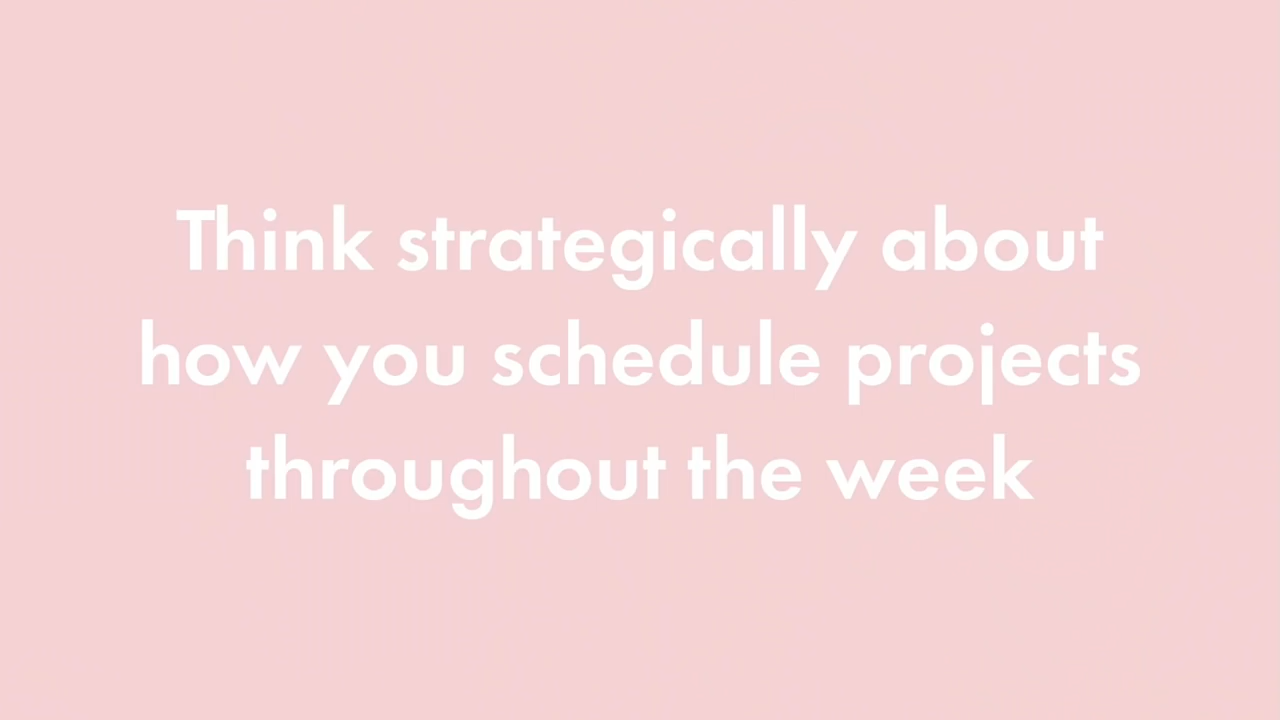 Think strategically about
how you schedule projects
throughout the week